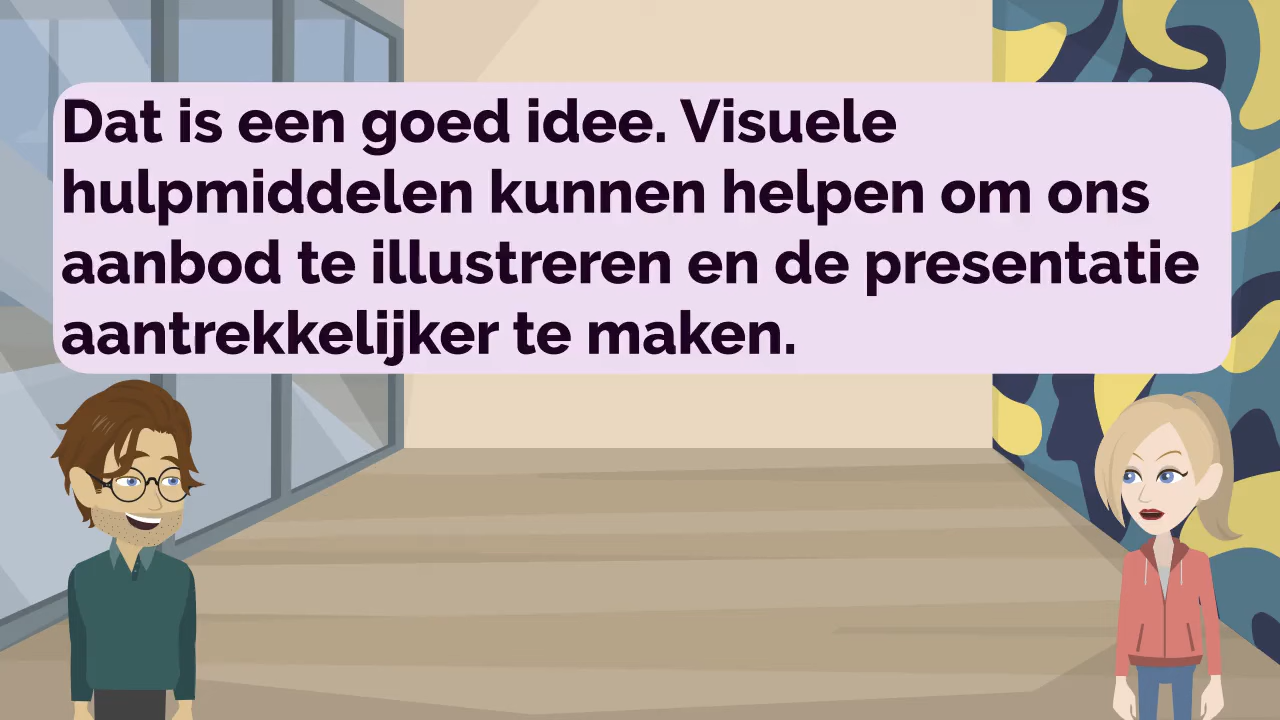 Dat is een goed idee. Visuele
hulpmiddelen kunnen helpen om ons
aanbod te illustreren en de presentatie
aantrekkelijker te maken.